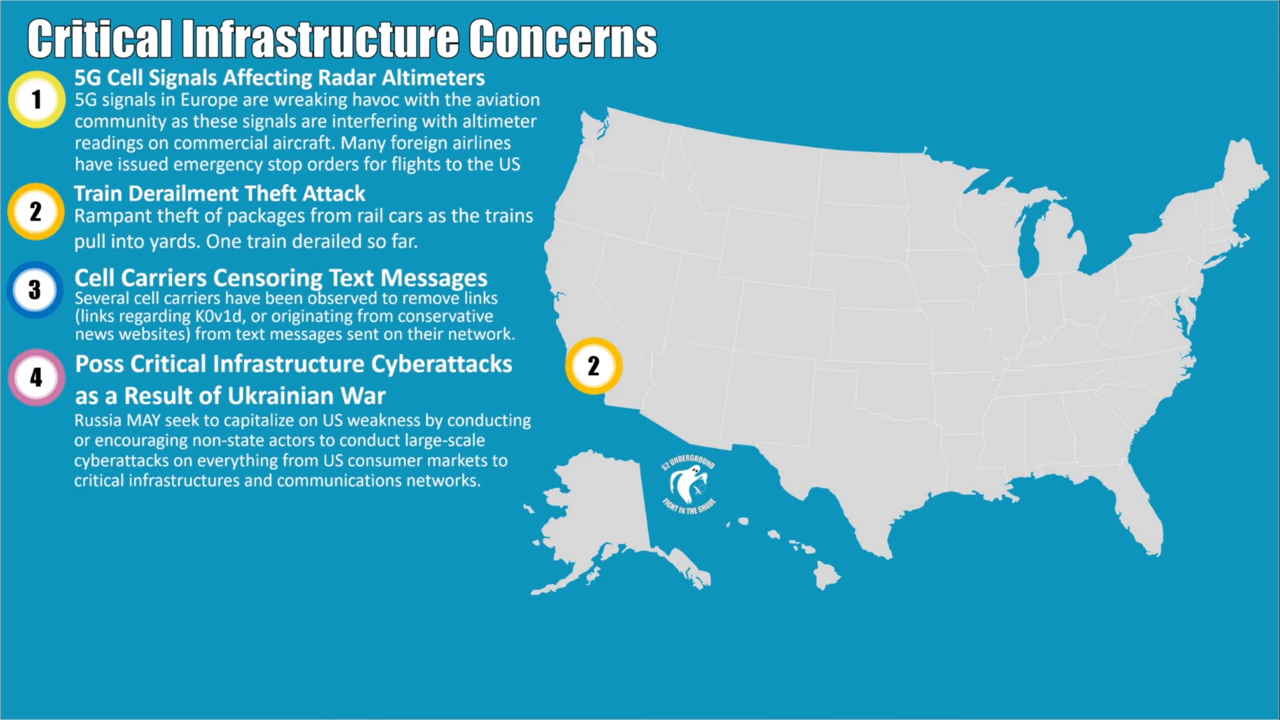 Critical Infrastructure Concerns
1
5G Cell Signals Affecting Radar Altimeters
5G signals in Europe are wreaking havoc with the aviation
community as these signals are interfering with altimeter
readings on commercial aircraft. Many foreign airlines
have issued emergency stop orders for flights to the US
2
Train Derailment Theft Attack
Rampant theft of packages from rail cars as the trains
pull into yards. One train derailed so far.
3
Cell Carriers Censoring Text Messages
Several cell carriers have been observed to remove links
(links regarding K0v1d, or originating from conservative
news websites) from text messages sent on their network.
4
Poss Critical Infrastructure Cyberattacks
as a Result of Ukrainian War
Russia MAY seek to capitalize on US weakness by conducting
or encouraging non-state actors to conduct large-scale
cyberattacks on everything from US consumer markets to
critical infrastructures and communications networks.
2
S2 UNDERGROUND
FIGHT IN THE SHADE